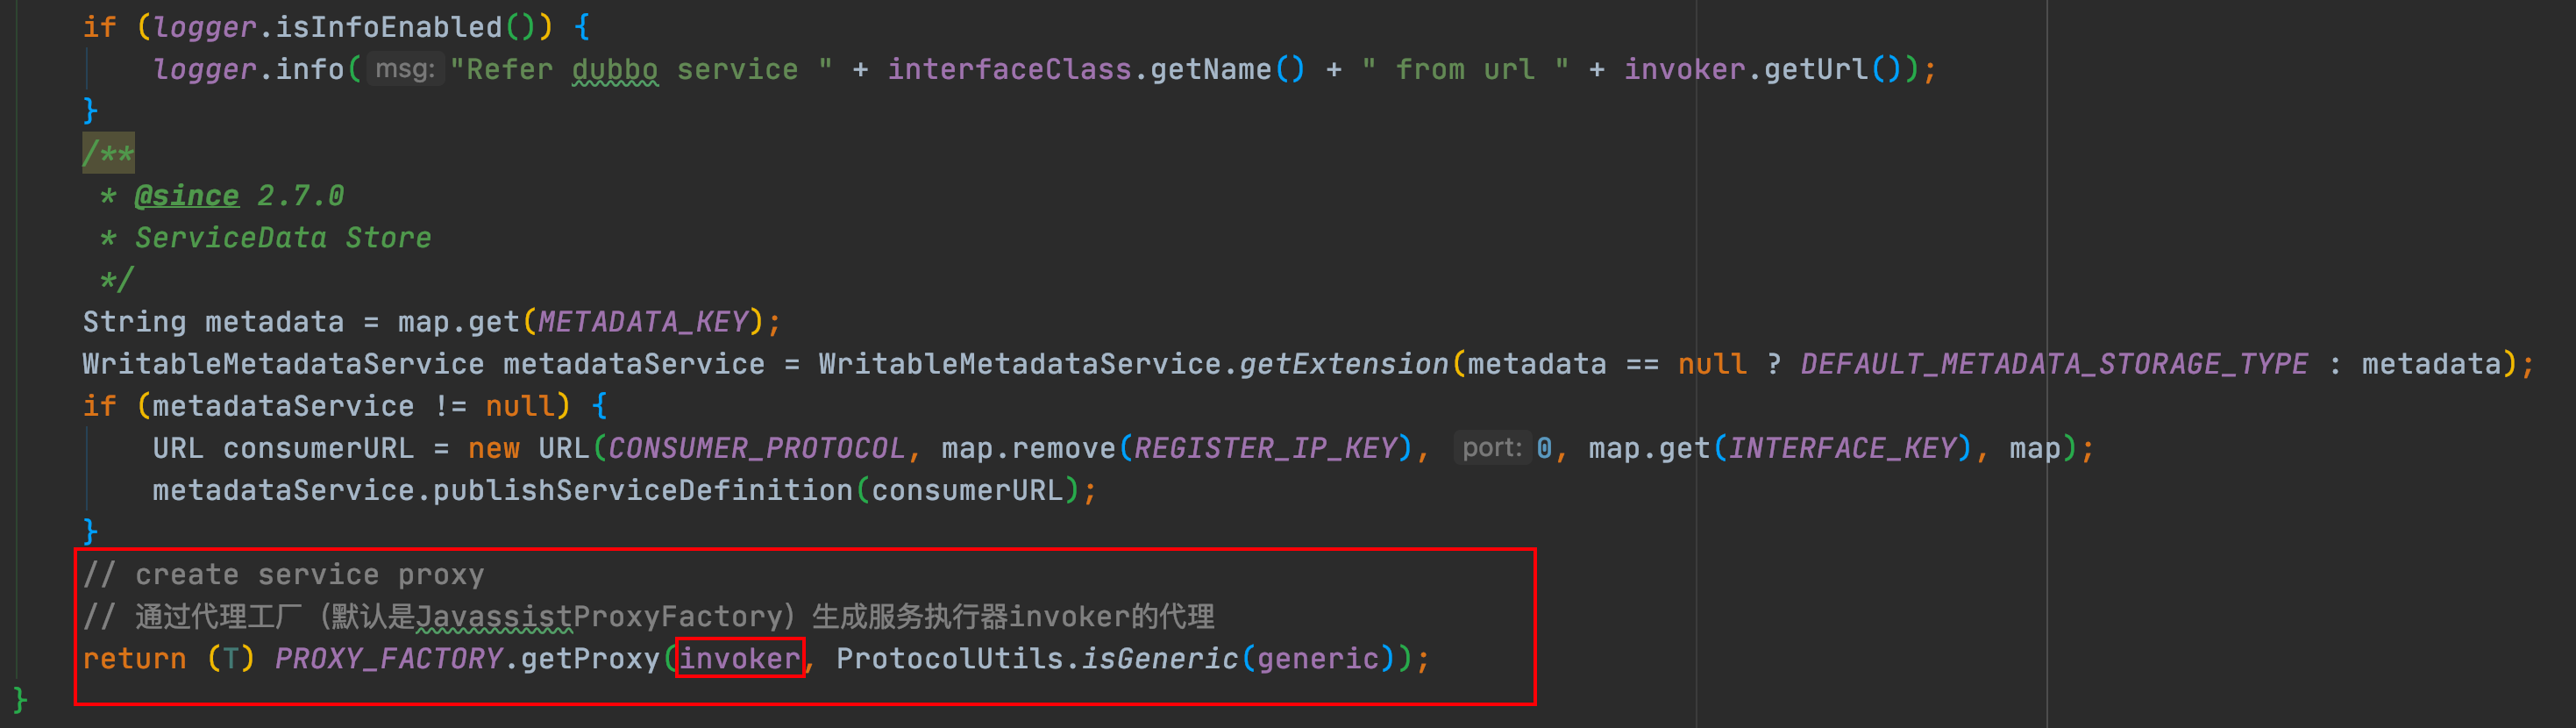 if (logger.isInfoEnabled()) {
logger.info( msg: "Refer dubbo service " + interfaceClass.getName() + " from url " + invoker.getUrl());
}
/**
* @since 2.7.0
* ServiceData Store
*/
String metadata = map.get(METADATA_KEY);
WritableMetadataService metadataService = WritableMetadataService.getExtension(metadata == null ? DEFAULT_METADATA_STORAGE_TYPE : metadata);
if (metadataService != null) {
URL consumerURL = new URL(CONSUMER_PROTOCOL, map.remove(REGISTER_IP_KEY), port: 0, map.get(INTERFACE_KEY), map);
metadataService.publishServiceDefinition(consumerURL);
}
// create service proxy
// 通过代理工厂（默认是JavassistProxyFactory）生成服务执行器invoker的代理
return (T) PROXY_FACTORY.getProxy(invoker, ProtocolUtils.isGeneric(generic));
}